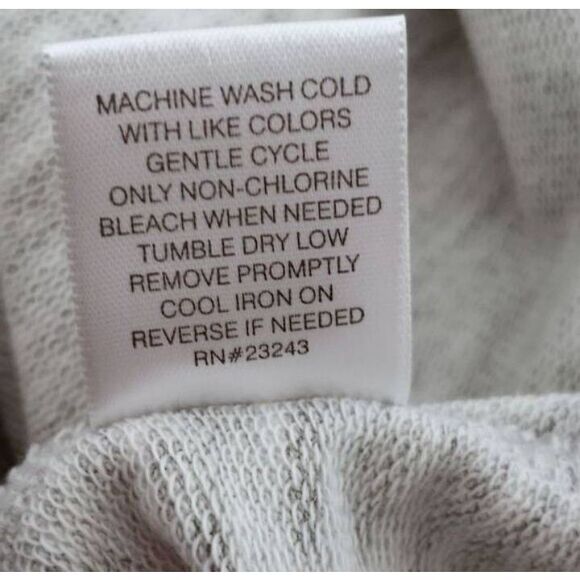 MACHINE WASH COLD
WITH LIKE COLORS
GENTLE CYCLE
ONLY NON-CHLORINE
BLEACH WHEN NEEDED
TUMBLE DRY LOW
REMOVE PROMPTLY
COOL IRON ON
REVERSE IF NEEDED
RN#23243